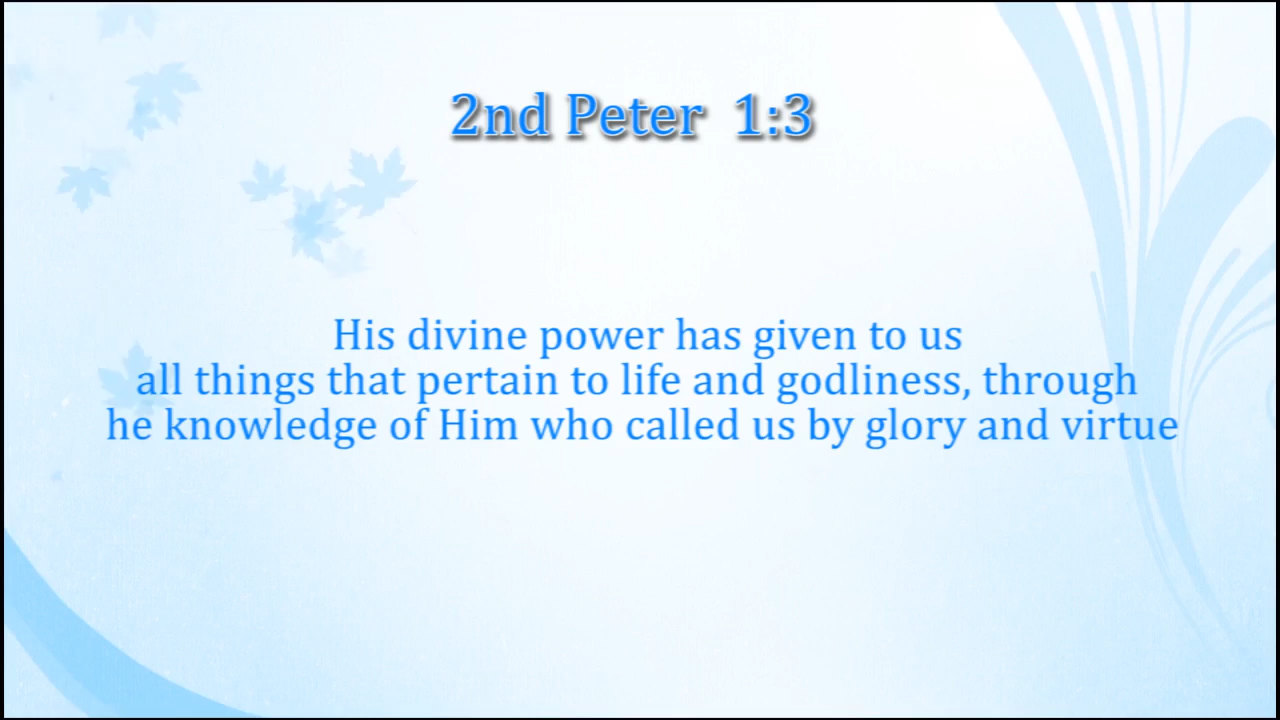 2nd Peter 1:3
His divine power has given to us
all things that pertain to life and godliness, through
he knowledge of Him who called us by glory and virtue